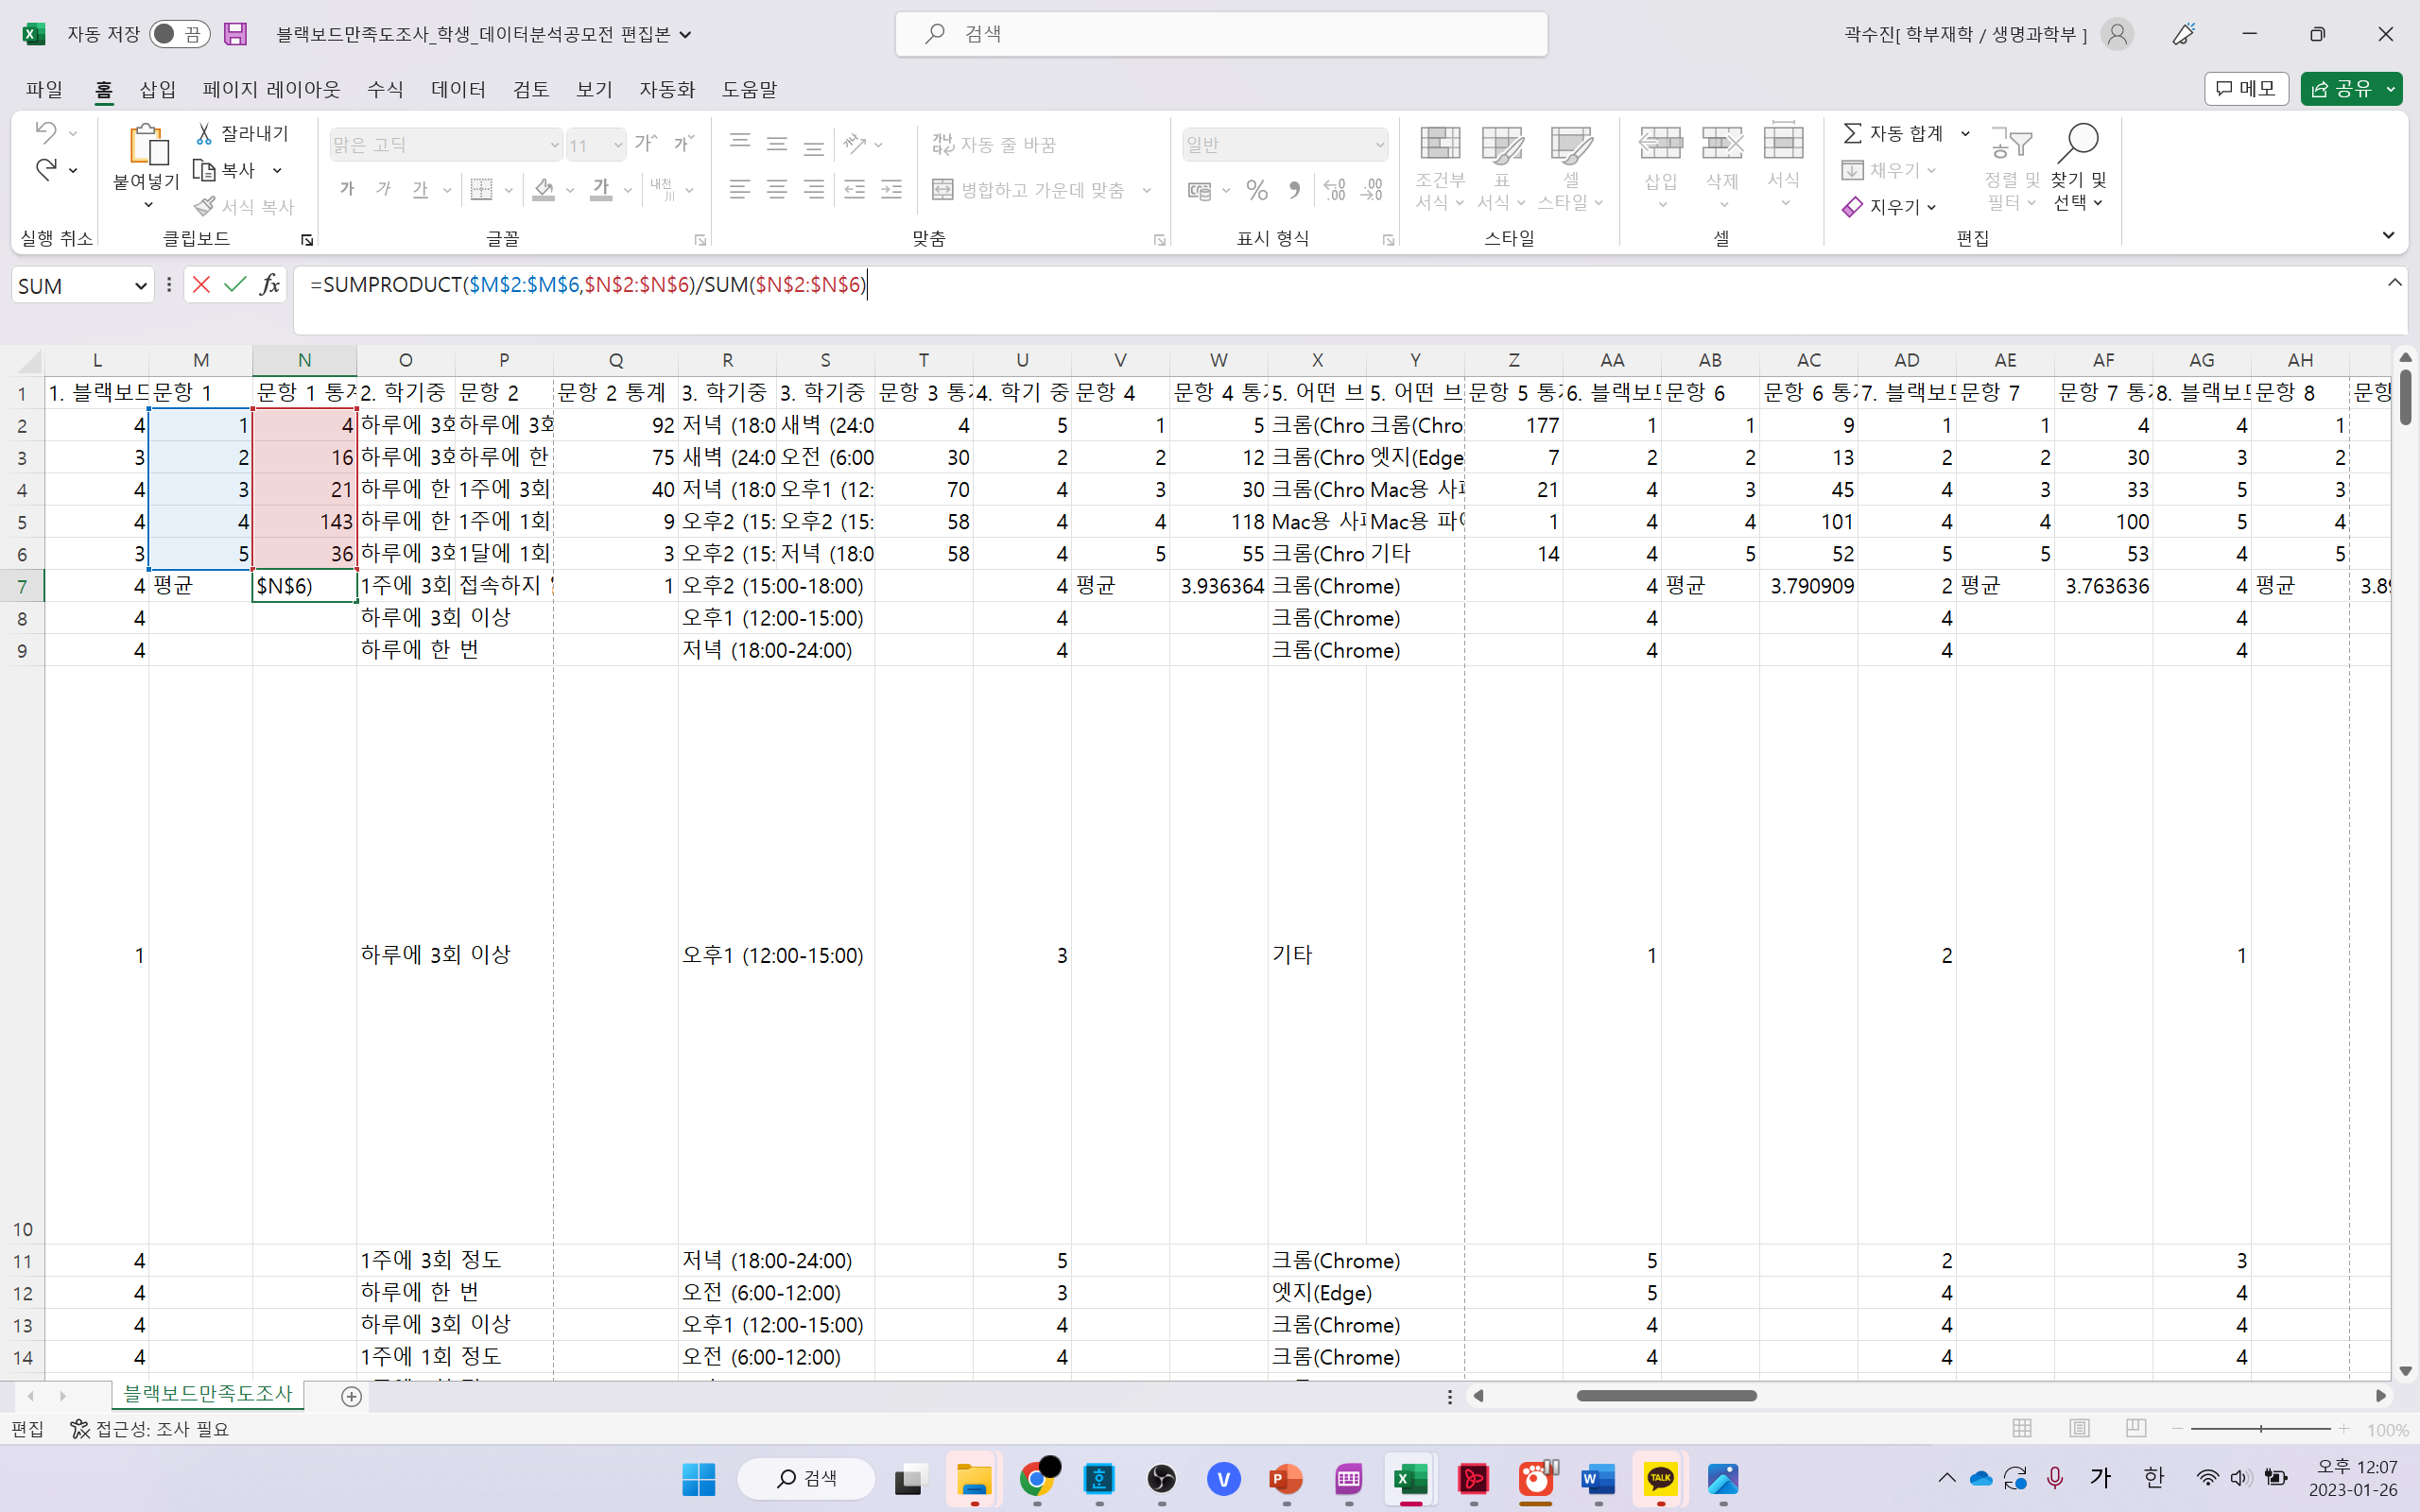 자동 저장 끔 블랙보드만족도조사_학생_데이터분석공모전 편집본 검색 곽수진[ 학부재학 / 생명과학부 ]
파일 홈 삽입 페이지 레이아웃 수식 데이터 검토 보기 자동화 도움말 메모 공유
붙여넣기 잘라내기 복사 서식 복사
맑은 고딕 11 가 가 가 가 가 가 내천
가나 다 자동 줄 바꿈 병합하고 가운데 맞춤
일반 % 9 .00 .00
조건부 서식 표 서식 셀 스타일 삽입 삭제 서식
자동 합계 채우기 지우기 정렬 및 필터 찾기 및 선택
실행 취소 클립보드 글꼴 맞춤 표시 형식 스타일 셀 편집
SUM fx =SUMPRODUCT($M$2:$M$6,$N$2:$N$6)/SUM($N$2:$N$6)
L M N O P Q R S T U V W X Y Z AA AB AC AD AE AF AG AH
1 1. 블랙보드 문항 1 문항 1 통계 2. 학기중 문항 2 문항 2 통계 3. 학기중 3. 학기중 문항 3 통 4. 학기 중 문항 4 문항 4 통 5. 어떤 브 5. 어떤 브 문항 5 통 6. 블랙보드 문항 6 문항 6 통 7. 블랙보드 문항 7 문항 7 통 8. 블랙보드 문항 8 문항
2 4 1 4 하루에 3회 하루에 3회 92 저녁 (18:0 새벽 (24:0 4 5 1 5 크롬(Chro 크롬(Chro 177 1 1 9 1 1 4 4 1
3 3 2 16 하루에 3회 하루에 한 75 새벽 (24:0 오전 (6:00 30 2 2 12 크롬(Chro 엣지(Edge 7 2 2 13 2 2 30 3 2
4 4 3 21 하루에 한 1주에 3회 40 저녁 (18:0 오후1 (12: 70 4 3 30 크롬(Chro Mac용 사파 21 4 3 45 4 3 33 5 3
5 4 4 143 하루에 한 1주에 1회 9 오후2 (15: 오후2 (15: 58 4 4 118 Mac용 사파 Mac용 파이 1 4 4 101 4 4 100 5 4
6 3 5 36 하루에 3회 1달에 1회 3 오후2 (15: 저녁 (18:0 58 4 5 55 크롬(Chro 기타 14 4 5 52 5 5 53 4 5
7 4 평균 $N$6) 1주에 3회 접속하지 1 오후2 (15:00-18:00) 4 평균 3.936364 크롬(Chrome) 4 평균 3.790909 2 평균 3.763636 4 평균 3.89
8 4 하루에 3회 이상 오후1 (12:00-15:00) 4 크롬(Chrome) 4 4 4
9 4 하루에 한 번 저녁 (18:00-24:00) 4 크롬(Chrome) 4 4 4
10 1 하루에 3회 이상 오후1 (12:00-15:00) 3 기타 1 2 1
11 4 1주에 3회 정도 저녁 (18:00-24:00) 5 크롬(Chrome) 5 2 3
12 4 하루에 한 번 오전 (6:00-12:00) 3 엣지(Edge) 5 4 4
13 4 하루에 3회 이상 오후1 (12:00-15:00) 4 크롬(Chrome) 4 4 4
14 4 1주에 1회 정도 오전 (6:00-12:00) 4 크롬(Chrome) 4 4 4
블랙보드만족도조사
편집 접근성: 조사 필요 100%
검색 TALK 가 한 오후 12:07
2023-01-26